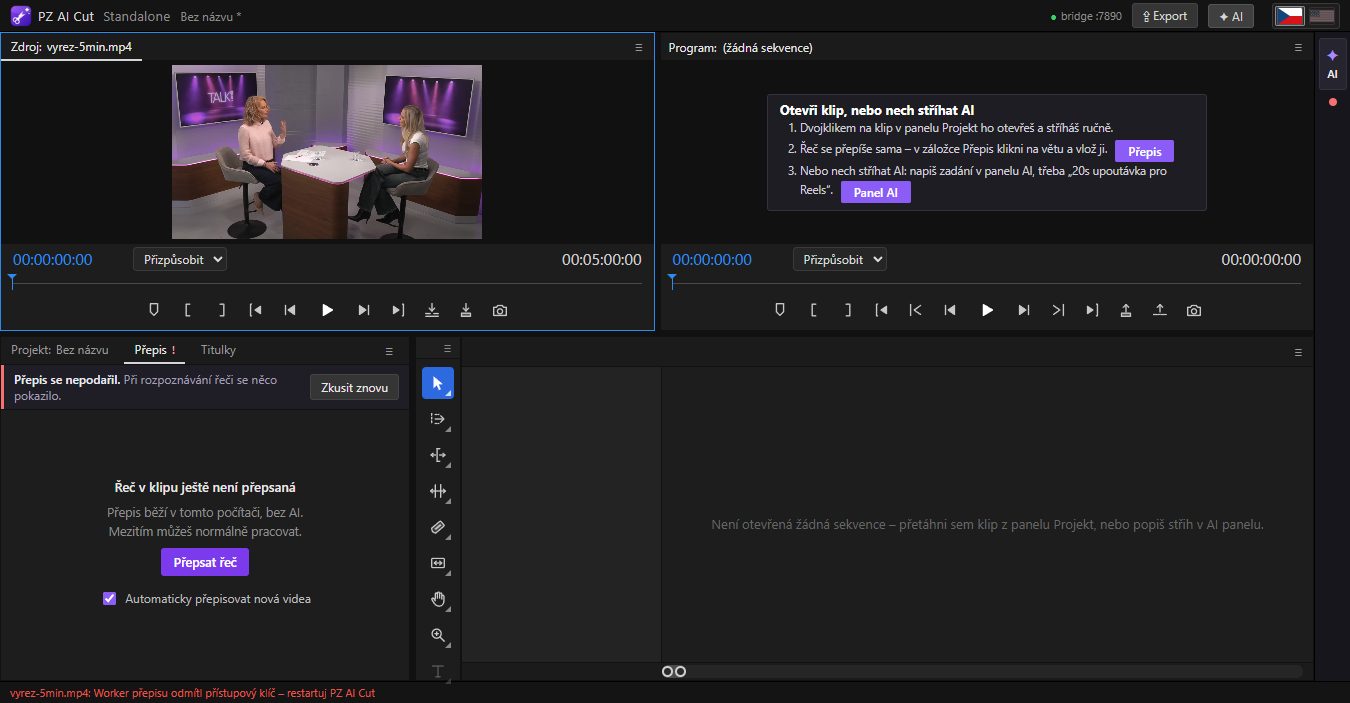 PZ AI Cut Standalone Bez názvu *
bridge :7890 Export AI
Zdroj: vyrez-5min.mp4
TALK!
00:00:00:00 Přizpůsobit 00:05:00:00
Program: (žádná sekvence)
Otevři klip, nebo nech stříhat AI
1. Dvojklikem na klip v panelu Projekt ho otevřeš a stříháš ručně.
2. Řeč se přepíše sama – v záložce Přepis klikni na větu a vlož ji. Přepis
3. Nebo nech stříhat AI: napiš zadání v panelu AI, třeba „20s upoutávka pro
Reels“. Panel AI
00:00:00:00 Přizpůsobit 00:00:00:00
AI
Projekt: Bez názvu Přepis ! Titulky
Přepis se nepodařil. Při rozpoznávání řeči se něco
pokazilo.
Zkusit znovu
Řeč v klipu ještě není přepsaná
Přepis běží v tomto počítači, bez AI.
Mezitím můžeš normálně pracovat.
Přepsat řeč
Automaticky přepisovat nová videa
Není otevřená žádná sekvence – přetáhni sem klip z panelu Projekt, nebo popiš střih v AI panelu.
vyrez-5min.mp4: Worker přepisu odmítl přístupový klíč – restartuj PZ AI Cut